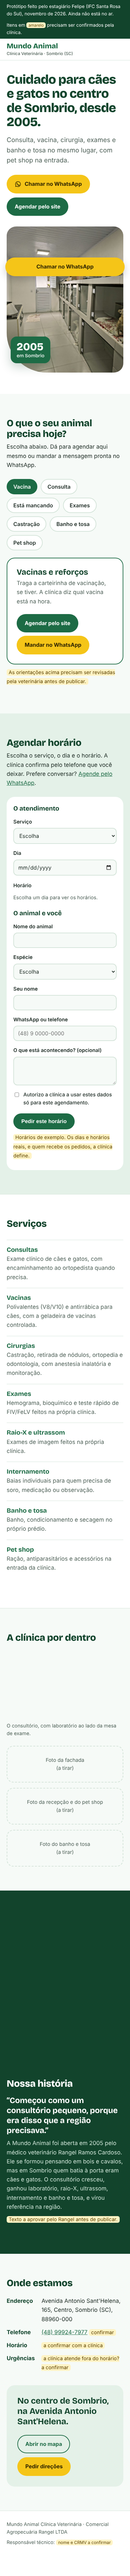 Protótipo feito pelo estagiário Felipe (IFC Santa Rosa
do Sul), novembro de 2026. Ainda não está no ar.
Itens em amarelo precisam ser confirmados pela
clínica.
Mundo Animal
Clínica Veterinária · Sombrio (SC)
Cuidado para cães
e gatos no centro
de Sombrio, desde
2005.
Consulta, vacina, cirurgia, exames e
banho e tosa no mesmo lugar, com
pet shop na entrada.
Chamar no WhatsApp
Agendar pelo site
Chamar no WhatsApp
2005
em Sombrio
O que o seu animal
precisa hoje?
Escolha abaixo. Dá para agendar aqui
mesmo ou mandar a mensagem pronta no
WhatsApp.
Vacina
Consulta
Está mancando
Exames
Castração
Banho e tosa
Pet shop
Vacinas e reforços
Traga a carteirinha de vacinação,
se tiver. A clínica diz qual vacina
está na hora.
Agendar pelo site
Mandar no WhatsApp
As orientações acima precisam ser revisadas
pela veterinária antes de publicar.
Agendar horário
Escolha o serviço, o dia e o horário. A
clínica confirma pelo telefone que você
deixar. Prefere conversar? Agende pelo
WhatsApp.
O atendimento
Serviço
Escolha
Dia
mm/dd/yyyy
Horário
Escolha um dia para ver os horários.
O animal e você
Nome do animal
Espécie
Escolha
Seu nome
WhatsApp ou telefone
(48) 9 0000-0000
O que está acontecendo? (opcional)
Autorizo a clínica a usar estes dados
só para este agendamento.
Pedir este horário
Horários de exemplo. Os dias e horários
reais, e quem recebe os pedidos, a clínica
define.
Serviços
Consultas
Exame clínico de cães e gatos, com
encaminhamento ao ortopedista quando
precisa.
Vacinas
Polivalentes (V8/V10) e antirrábica para
cães, com a geladeira de vacinas
controlada.
Cirurgias
Castração, retirada de nódulos, ortopedia e
odontologia, com anestesia inalatória e
monitoração.
Exames
Hemograma, bioquímico e teste rápido de
FIV/FeLV feitos na própria clínica.
Raio-X e ultrassom
Exames de imagem feitos na própria
clínica.
Internamento
Baias individuais para quem precisa de
soro, medicação ou observação.
Banho e tosa
Banho, condicionamento e secagem no
próprio prédio.
Pet shop
Ração, antiparasitários e acessórios na
entrada da clínica.
A clínica por dentro
O consultório, com laboratório ao lado da mesa
de exame.
Foto da fachada
(a tirar)
Foto da recepção e do pet shop
(a tirar)
Foto do banho e tosa
(a tirar)
Nossa história
"Começou como um
consultório pequeno, porque
era disso que a região
precisava."
A Mundo Animal foi aberta em 2005 pelo
médico veterinário Rangel Ramos Cardoso.
Ele se formou pensando em bois e cavalos,
mas em Sombrio quem batia à porta eram
cães e gatos. O consultório cresceu,
ganhou laboratório, raio-X, ultrassom,
internamento e banho e tosa, e virou
referência na região.
Texto a aprovar pelo Rangel antes de publicar.
Onde estamos
Endereço
Avenida Antonio Sant'Helena,
165, Centro, Sombrio (SC),
88960-000
Telefone
(48) 99924-7977 confirmar
Horário
a confirmar com a clínica
Urgências
a clínica atende fora do horário?
a confirmar
No centro de Sombrio,
na Avenida Antonio
Sant'Helena.
Abrir no mapa
Pedir direções
Mundo Animal Clínica Veterinária · Comercial
Agropecuária Rangel LTDA
Responsável técnico: nome e CRMV a confirmar